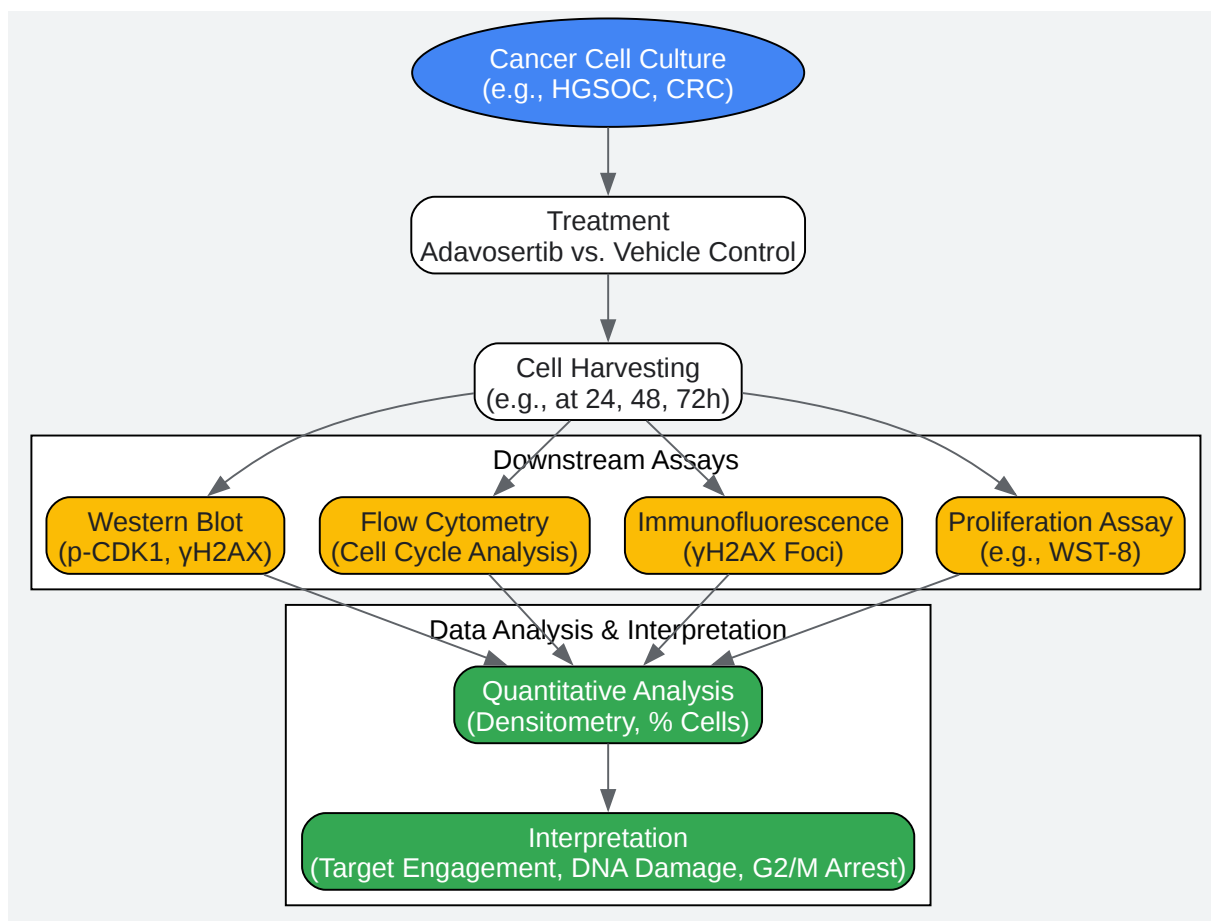 Cancer Cell Culture
(e.g., HGSOC, CRC)
Treatment
Adavosertib vs. Vehicle Control
Cell Harvesting
(e.g., at 24, 48, 72h)
Downstream Assays
Western Blot
(p-CDK1, γH2AX)
Flow Cytometry
(Cell Cycle Analysis)
Immunofluorescence
(γH2AX Foci)
Proliferation Assay
(e.g., WST-8)
Data Analysis & Interpretation
Quantitative Analysis
(Densitometry, % Cells)
Interpretation
(Target Engagement, DNA Damage, G2/M Arrest)